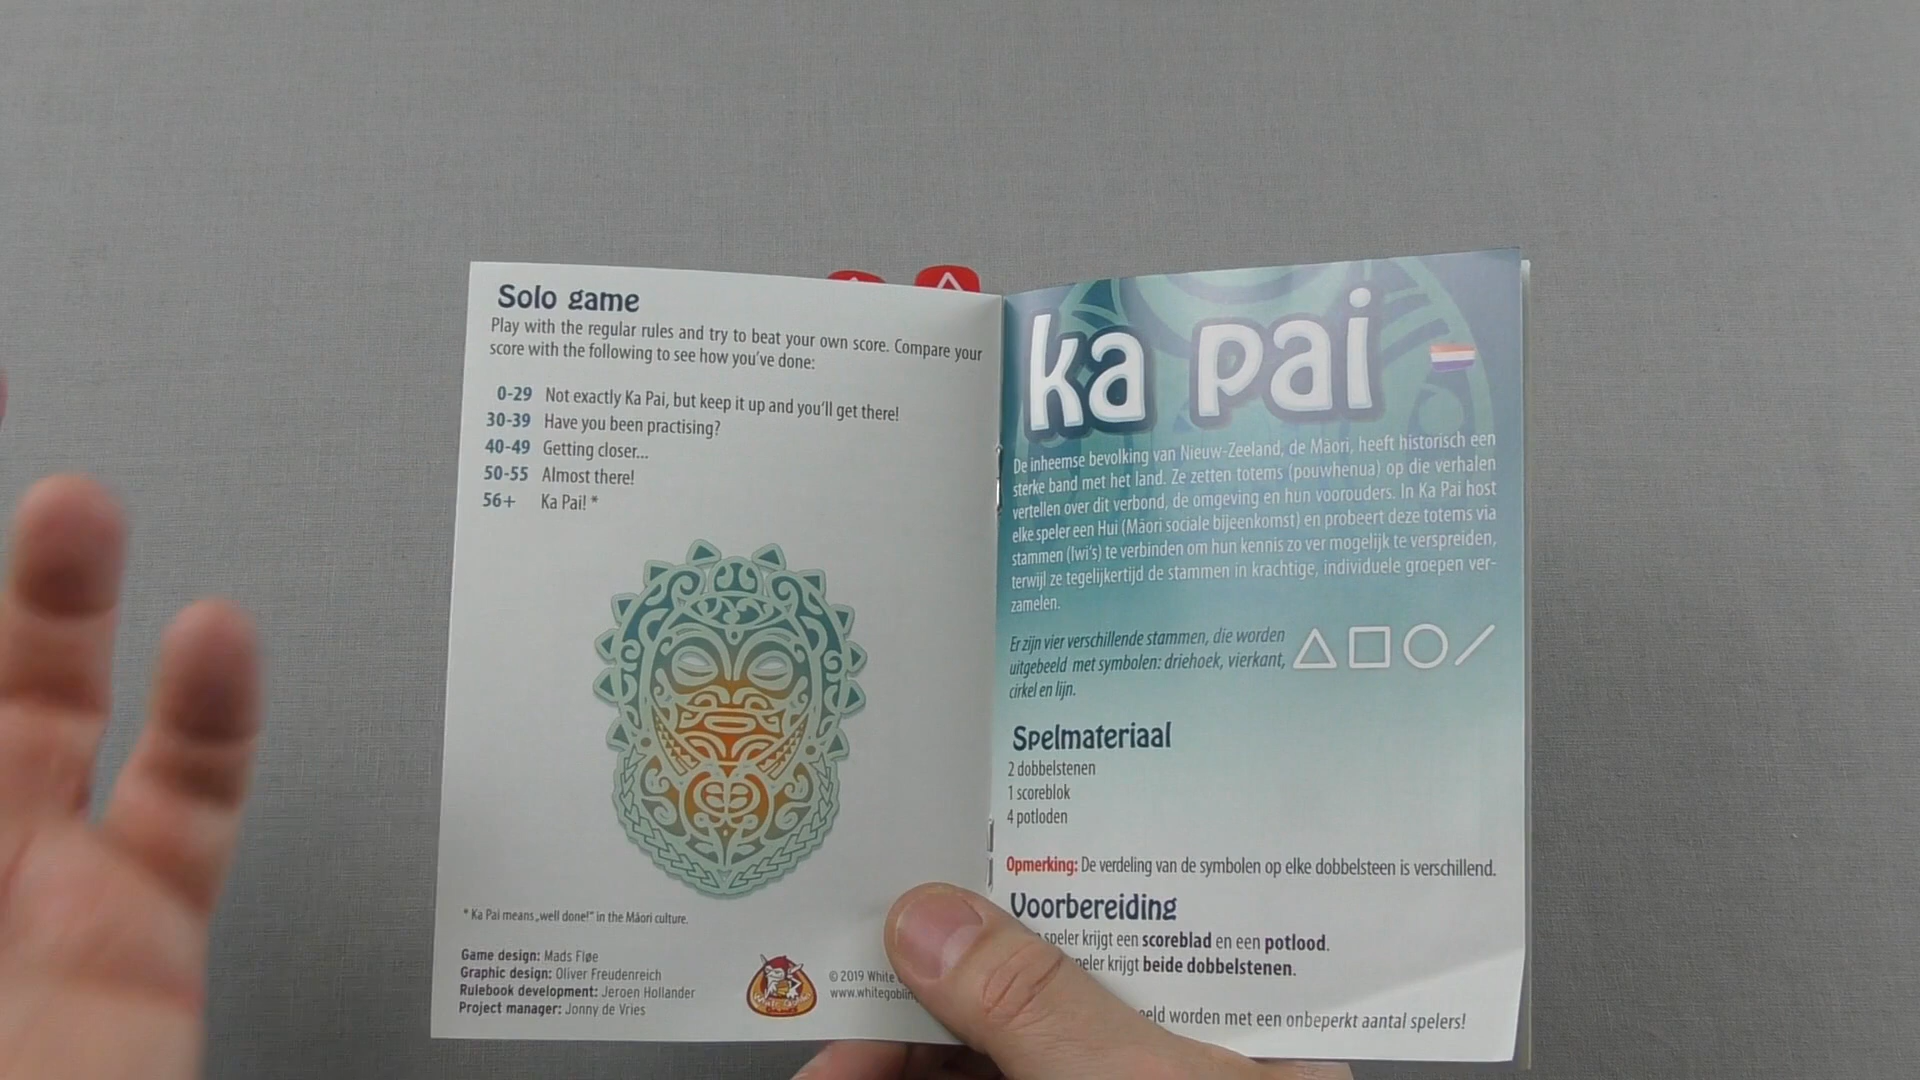 Solo game
Play with the regular rules and try to beat your own score. Compare your
score with the following to see how you've done:
0-29 Not exactly Ka Pai, but keep it up and you'll get there!
30-39 Have you been practising?
40-49 Getting closer...
50-55 Almost there!
56+ Ka Pai! *
* Ka Pai means „well done!" in the Māori culture.
Game design: Mads Fløe
Graphic design: Oliver Freudenreich
Rulebook development: Jeroen Hollander
Project manager: Jonny de Vries
White Goblin
Games
© 2019 White
www.whitegoblin
ka pai
De inheemse bevolking van Nieuw-Zeeland, de Māori, heeft historisch een
sterke band met het land. Ze zetten totems (pouwhenua) op die verhalen
vertellen over dit verbond, de omgeving en hun voorouders. In Ka Pai host
elke speler een Hui (Māori sociale bijeenkomst) en probeert deze totems via
stammen (Iwi's) te verbinden om hun kennis zo ver mogelijk te verspreiden,
terwijl ze tegelijkertijd de stammen in krachtige, individuele groepen ver-
zamelen.
Er zijn vier verschillende stammen, die worden
uitgebeeld met symbolen: driehoek, vierkant,
cirkel en lijn.
Spelmateriaal
2 dobbelstenen
1 scoreblok
4 potloden
Opmerking: De verdeling van de symbolen op elke dobbelsteen is verschillend.
Voorbereiding
speler krijgt een scoreblad en een potlood.
krijgt beide dobbelstenen.
worden met een onbeperkt aantal spelers!